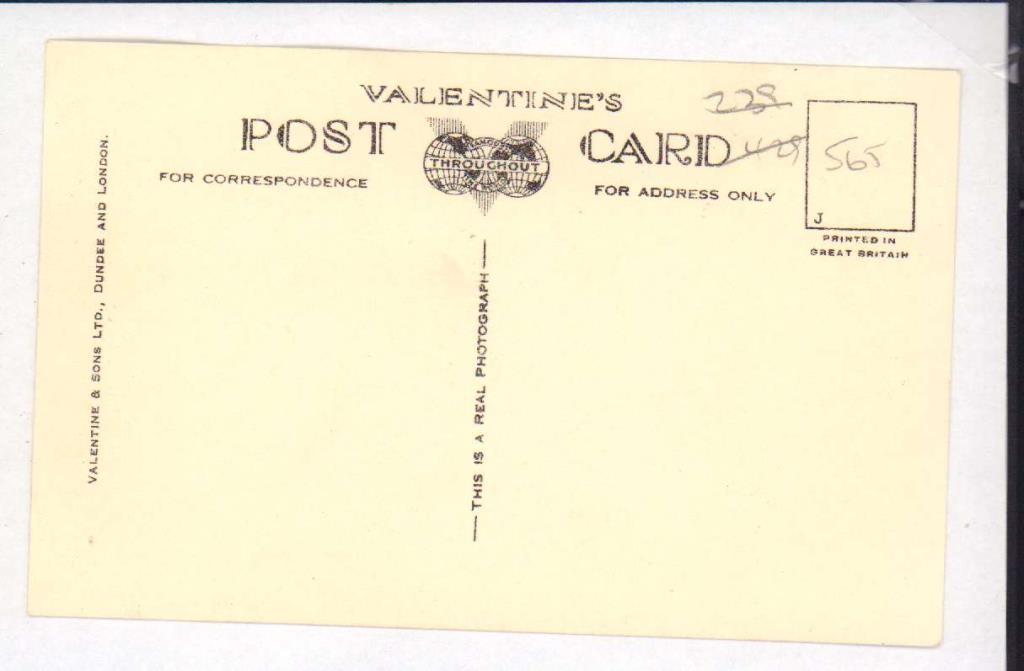 VALENTINE'S
POST CARD
THROUGHOUT
FOR CORRESPONDENCE
FOR ADDRESS ONLY
228
429
565
J
PRINTED IN
GREAT BRITAIN
VALENTINE & SONS LTD., DUNDEE AND LONDON.
—THIS IS A REAL PHOTOGRAPH—